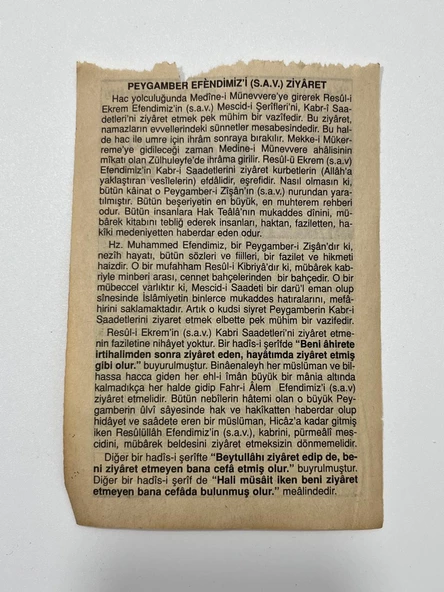 PEYGAMBER EFENDİMİZ'İ (S.A.V.) ZİYÂRET
Hac yolculuğunda Medîne-i Münevvere'ye girerek Resûl-i
Ekrem Efendimiz'in (s.a.v.) Mescid-i Şerîfleri'ni, Kabr-î Saa-
detleri'ni ziyâret etmek pek mühim bir vazîfedir. Bu ziyâret,
namazların evvellerindeki sünnetler mesabesindedir. Bu hal-
de hac ile umre için ihrâm sonraya bırakılır. Mekke-i Müker-
reme'ye gidileceği zaman Medine-i Münevvere ahâlisinin
mîkatı olan Zülhuleyfe'de ihrâma girilir. Resûl-ü Ekrem (s.a.v)
Efendimiz'in Kabr-i Saadetlerini ziyâret kurbetlerin (Allâh'a
yaklaştıran vesîlelerin) efdâlidir, eşrefidir. Nasıl olmasın ki,
bütün kâinat o Peygamber-i Zîşân'ın (s.a.v.) nurundan yara-
tılmıştır. Bütün beşeriyetin en büyük, en muhterem rehberi
odur. Bütün insanlara Hak Teâlâ'nın mukaddes dînini, mü-
bârek kitabını tebliğ ederek insanları, haktan, faziletten, ha-
kîki medeniyetten haberdar eden odur.
Hz. Muhammed Efendimiz, bir Peygamber-i Zîşan'dır ki,
nezîh hayatı, bütün sözleri ve fiilleri, bir fazilet ve hikmeti
haizdir. O bir mufahham Resûl-i Kibriyâ'dır ki, mübârek kab-
riyle minberi arası, cennet bahçelerinden bir bahçedir. O bir
mübeccel varlıktır ki, Mescid-i Saadeti bir darü'l eman olup
sînesinde İslâmiyetin binlerce mukaddes hatıralarını, mefâ-
hirini saklamaktadır. Artık o kudsi siyret Peygamberin Kabr-i
Saadetlerini ziyaret etmek elbette pek mühim bir vazifedir.
Resûl-i Ekrem'in (s.a.v.) Kabri Saadetleri'ni ziyâret etme-
nin faziletine nihâyet yoktur. Bir hadîs-i şerîfde "Beni âhirete
irtihalimden sonra ziyâret eden, hayâtımda ziyâret etmiş
gibi olur." buyurulmuştur. Binâenaleyh her müslüman ve bil-
hassa hacca giden her ehl-i îman büyük bir mânia altında
kalmadıkça her halde gidip Fahr-i Âlem Efendimiz'i (s.a.v)
ziyâret etmelidir. Bütün nebîlerin hâtemi olan o büyük Pey-
gamberin ûlvî sâyesinde hak ve hakîkatten haberdar olup
hidâyet ve saâdete eren bir müslüman, Hicâz'a kadar gitmiş
iken Resûlüllâh Efendimiz'in (s.a.v.), kabrini, pürmeâlî mes-
cidini, mübârek beldesini ziyâret etmeksizin dönmemelidir.
Diğer bir hadîs-i şerîfte "Beytullâhı ziyâret edip de, be-
ni ziyâret etmeyen bana cefâ etmiş olur." buyrulmuştur.
Diğer bir hadîs-i şerîf de "Hali müsâit iken beni ziyâret
etmeyen bana cefâda bulunmuş olur." meâlindedir.